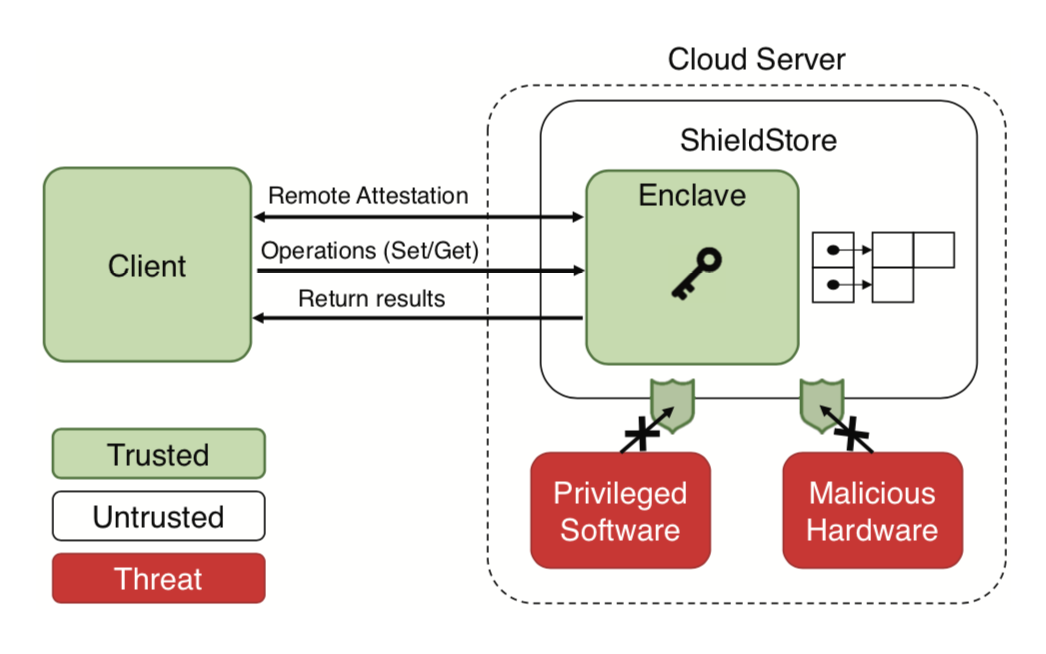 Cloud Server
ShieldStore
Enclave
Client
Remote Attestation
Operations (Set/Get)
Return results
Privileged
Software
Malicious
Hardware
Trusted
Untrusted
Threat